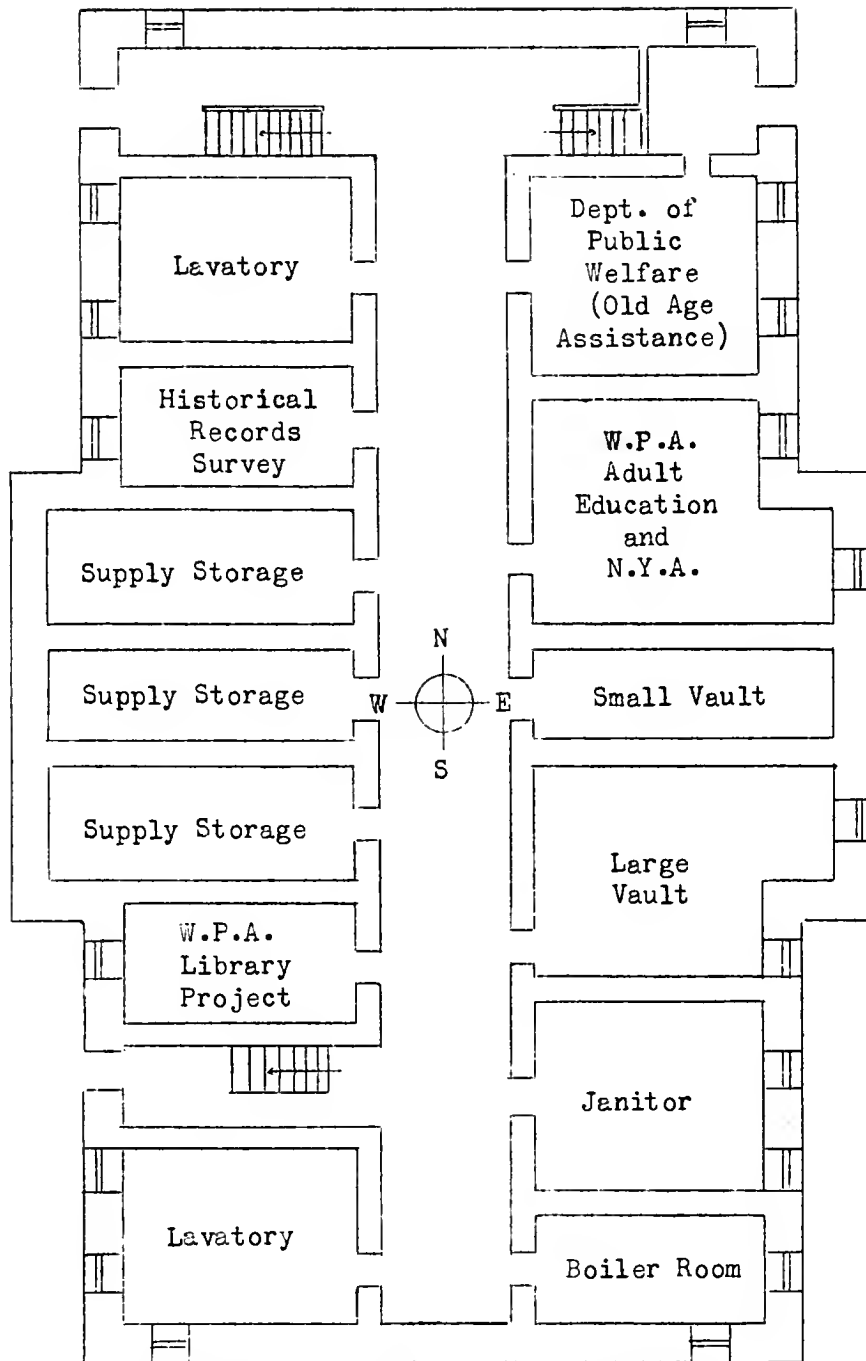 Lavatory
Dept. of
Public
Welfare
(Old Age
Assistance)
Historical
Records
Survey
W.P.A.
Adult
Education
and
N.Y.A.
Supply Storage
N
W E
S
Supply Storage
Small Vault
Supply Storage
Large
Vault
W.P.A.
Library
Project
Janitor
Lavatory
Boiler Room